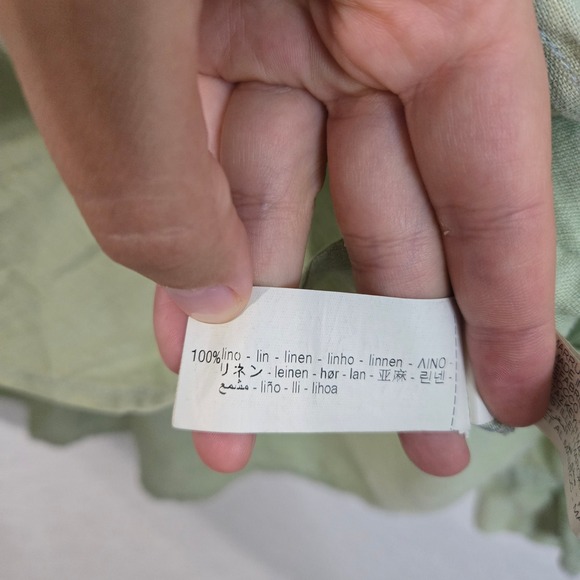 100% lino - lin - linen - linho - linnen - ΛΙΝΟ -
リネン - leinen - hør - lan - 亚麻 - 린넨 -
مشمع - liño - lli - lihoa